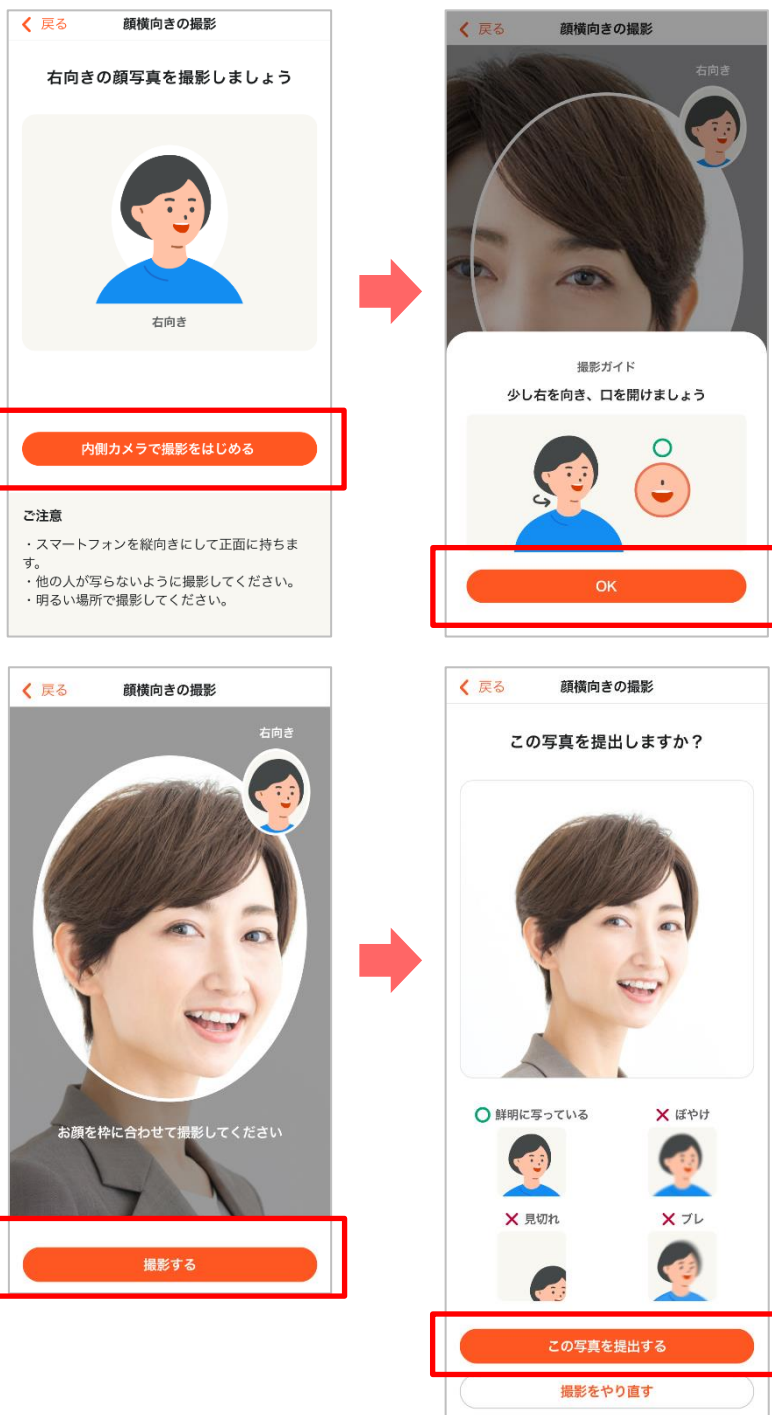 戻る
顔横向きの撮影
右向きの顔写真を撮影しましょう
右向き
内側カメラで撮影をはじめる
ご注意
・スマートフォンを縦向きにして正面に持ちま
す。
・他の人が写らないように撮影してください。
・明るい場所で撮影してください。
戻る
顔横向きの撮影
右向き
撮影ガイド
少し右を向き、口を開けましょう
OK
戻る
顔横向きの撮影
右向き
お顔を枠に合わせて撮影してください
撮影する
戻る
顔横向きの撮影
この写真を提出しますか？
鮮明に写っている
ぼやけ
見切れ
ブレ
この写真を提出する
撮影をやり直す